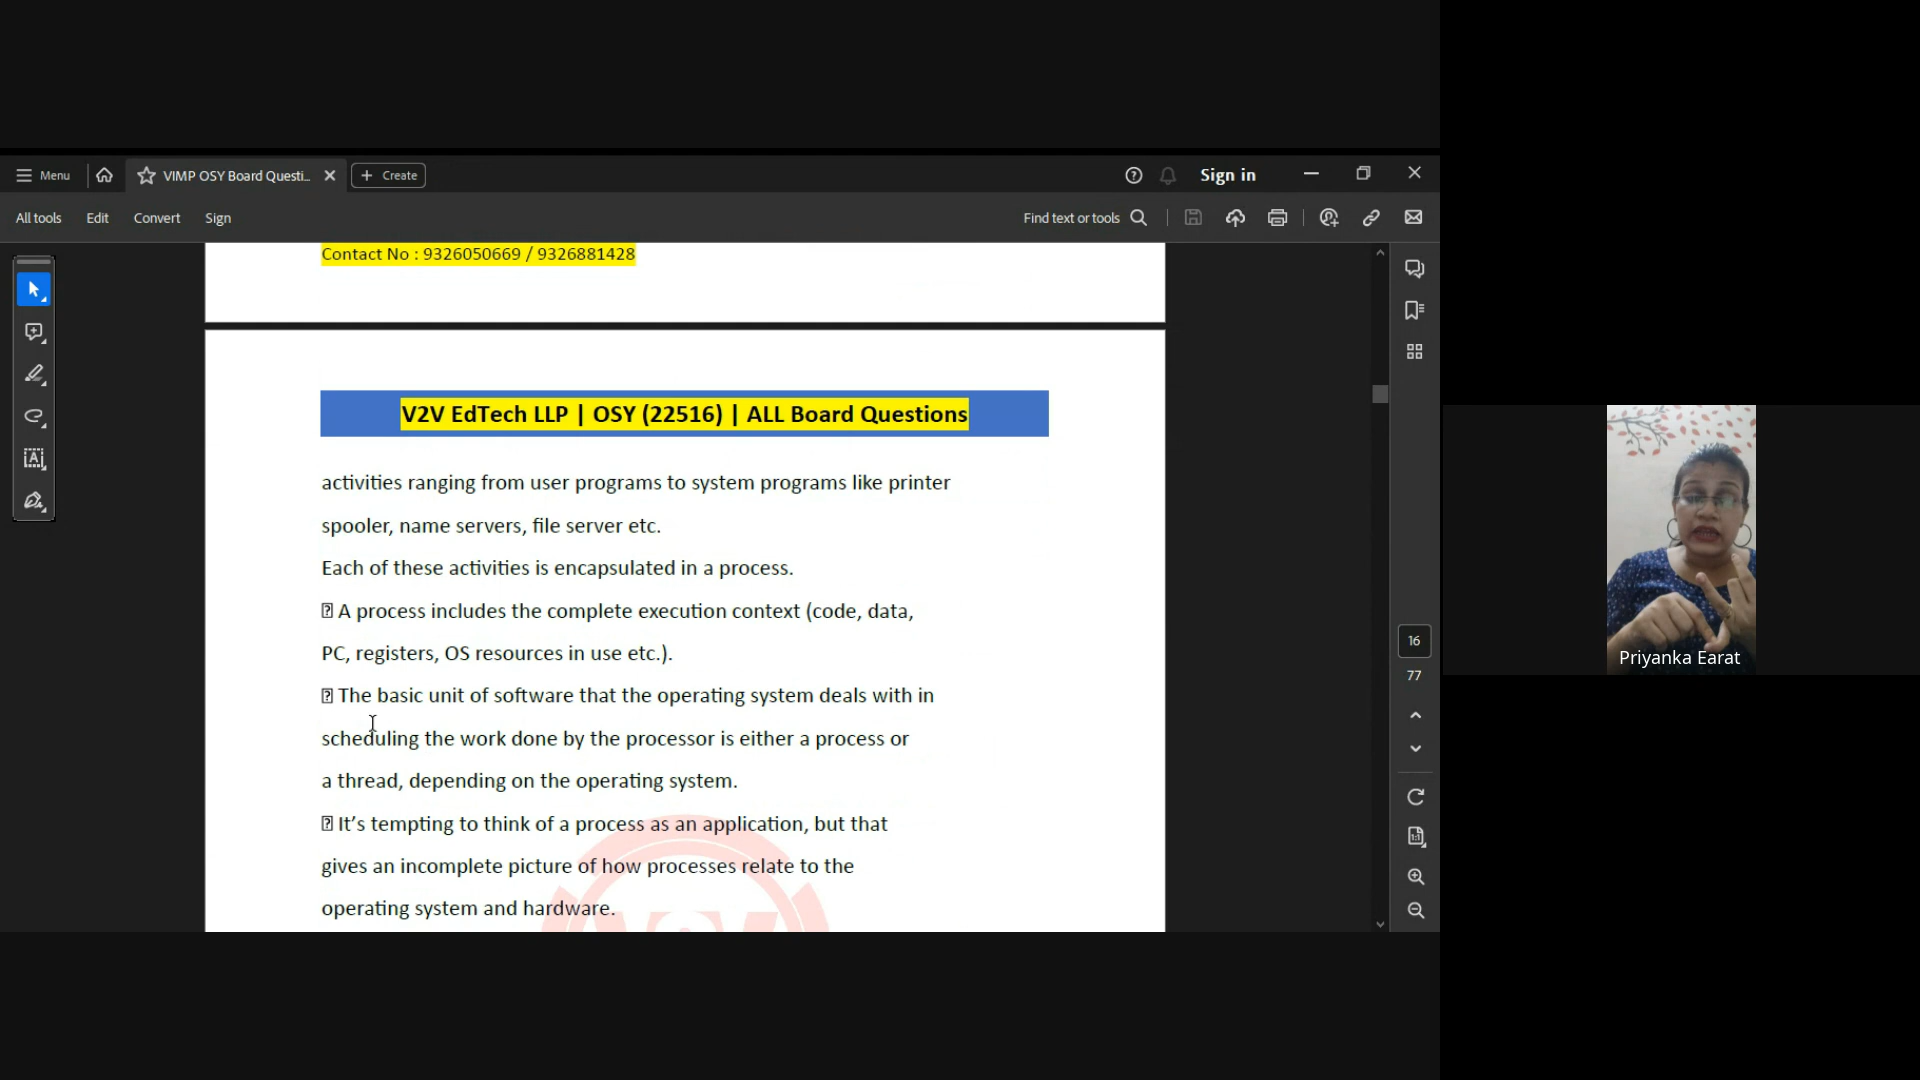 Menu
VIMP OSY Board Questi...
Create
Sign in
All tools
Edit
Convert
Sign
Find text or tools
Contact No : 9326050669 / 9326881428
V2V EdTech LLP | OSY (22516) | ALL Board Questions
activities ranging from user programs to system programs like printer
spooler, name servers, file server etc.
Each of these activities is encapsulated in a process.
A process includes the complete execution context (code, data,
PC, registers, OS resources in use etc.).
The basic unit of software that the operating system deals with in
scheduling the work done by the processor is either a process or
a thread, depending on the operating system.
It’s tempting to think of a process as an application, but that
gives an incomplete picture of how processes relate to the
operating system and hardware.
16
77
Priyanka Earat